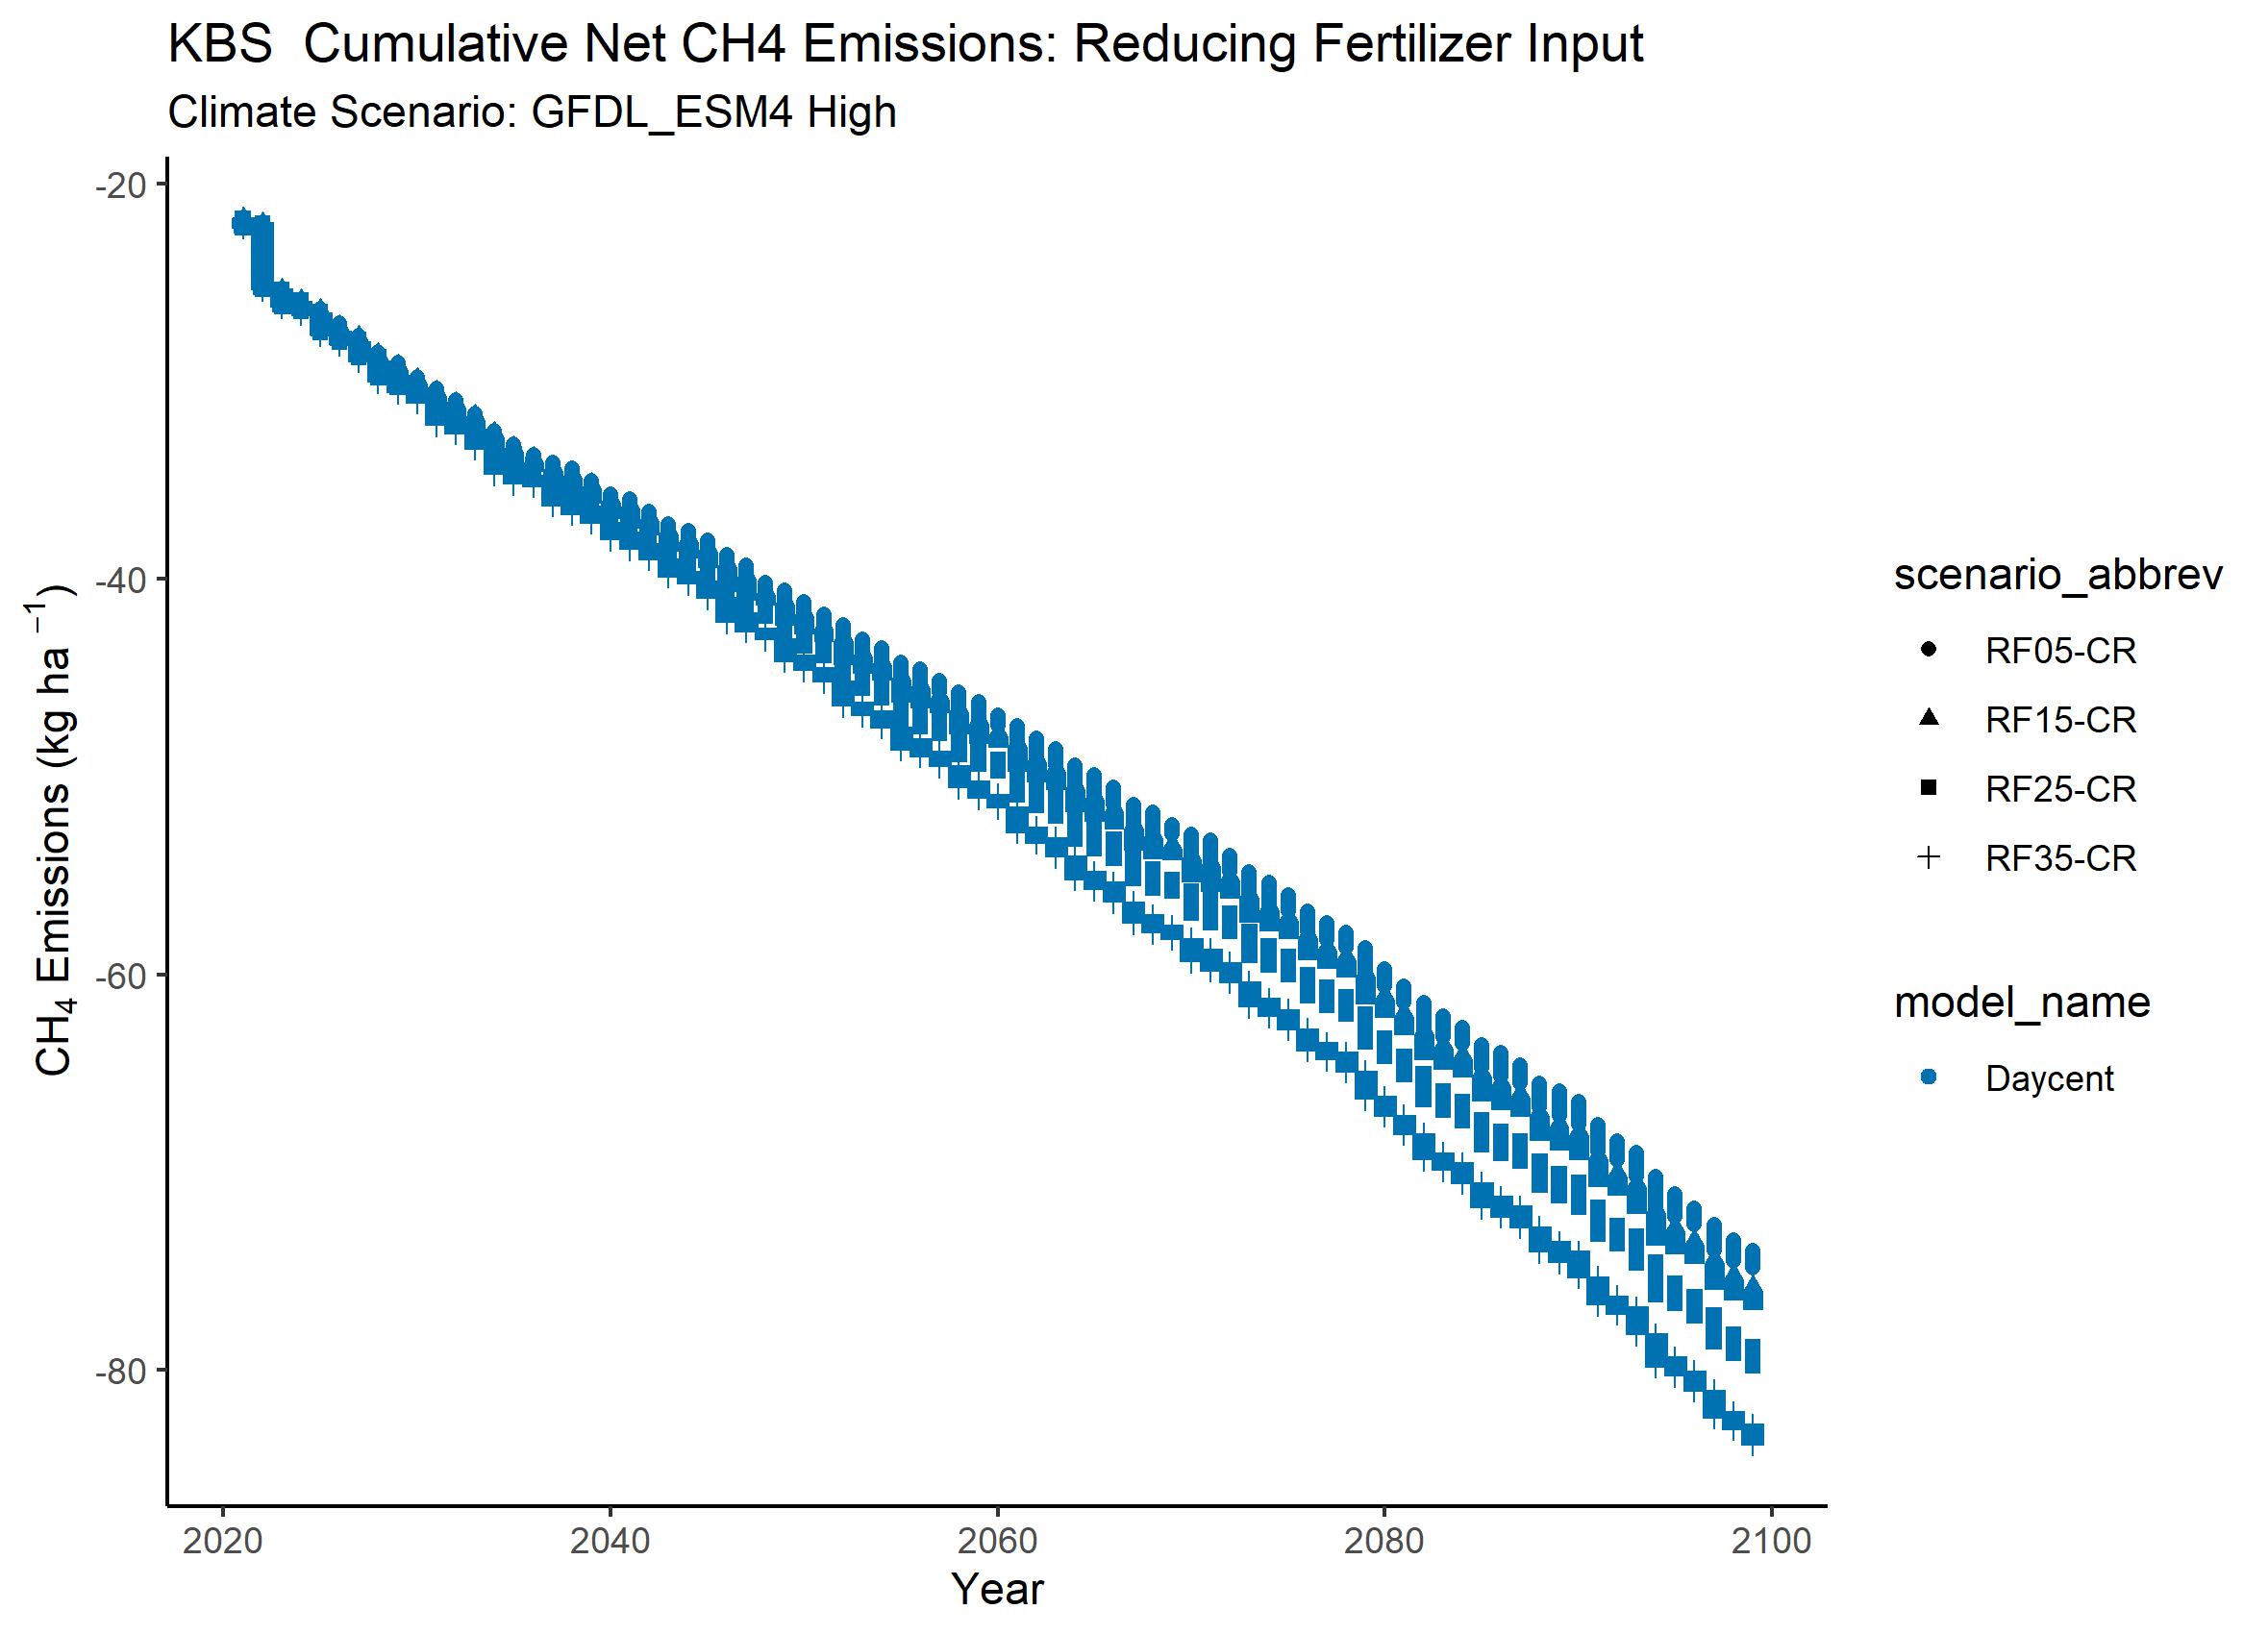 KBS  Cumulative Net CH4 Emissions: Reducing Fertilizer Input
Climate Scenario: GFDL_ESM4 High
-20
-40
-60
-80
CH₄ Emissions (kg ha ⁻¹)
2020 2040 2060 2080 2100
Year
scenario_abbrev
RF05-CR
RF15-CR
RF25-CR
RF35-CR
model_name
Daycent